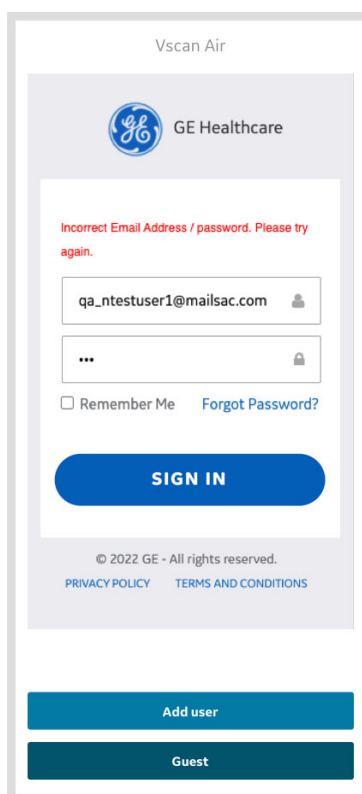 Vscan Air
GE
GE Healthcare
Incorrect Email Address / password. Please try
again.
qa_ntestuser1@mailsac.com
•••
Remember Me Forgot Password?
SIGN IN
© 2022 GE - All rights reserved.
PRIVACY POLICY TERMS AND CONDITIONS
Add user
Guest